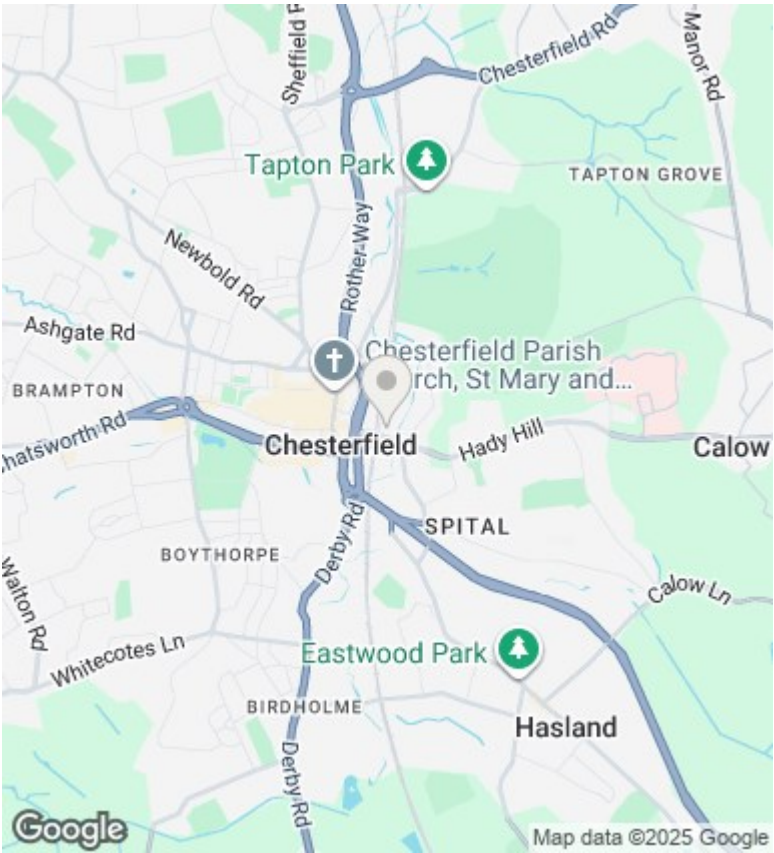 Sheffield
Chesterfield Rd
Manor Rd
Tapton Park
TAPTON GROVE
Rother Way
Newbold Rd
Ashgate Rd
Chesterfield Parish
rch, St Mary and...
BRAMPTON
hatsworth Rd
Chesterfield
Hady Hill
Calow
SPITAL
Derby Rd
BOYTHORPE
Walton Rd
Calow Ln
Whitecotes Ln
Eastwood Park
BIRDHOLME
Hasland
Derby Rd
Google
Map data ©2025 Google